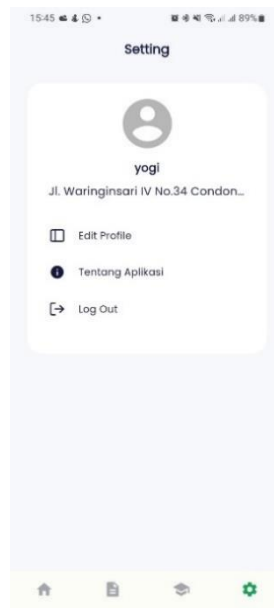 15:45 89%
Setting
yogi
Jl. Waringinsari IV No.34 Condon...
Edit Profile
Tentang Aplikasi
Log Out